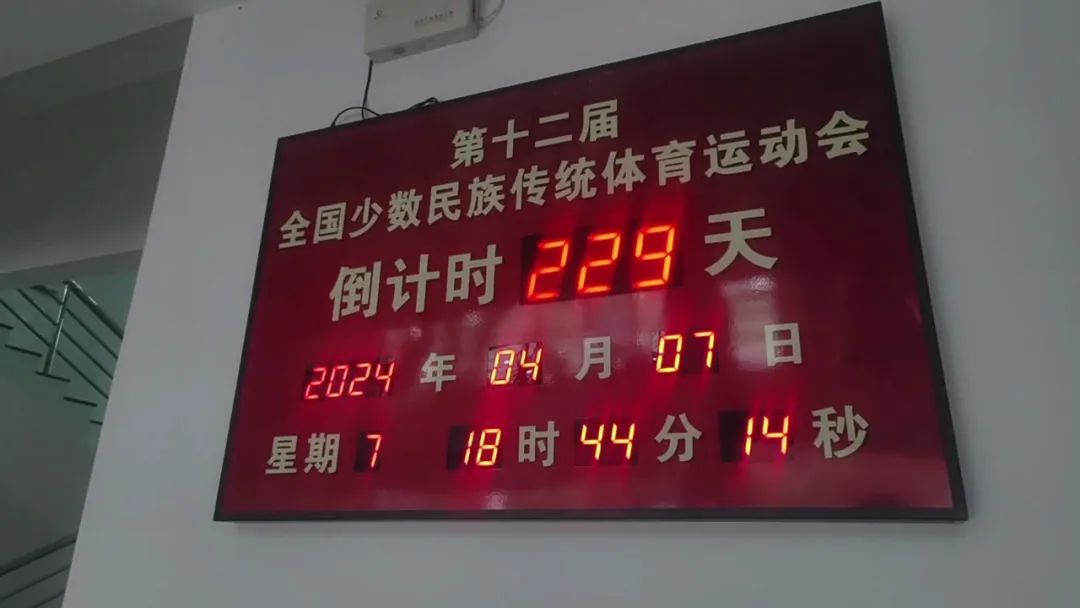 第十二届
全国少数民族传统体育运动会
倒计时 229 天
2024 年 04 月 07 日
星期 7 18 时 44 分 14 秒